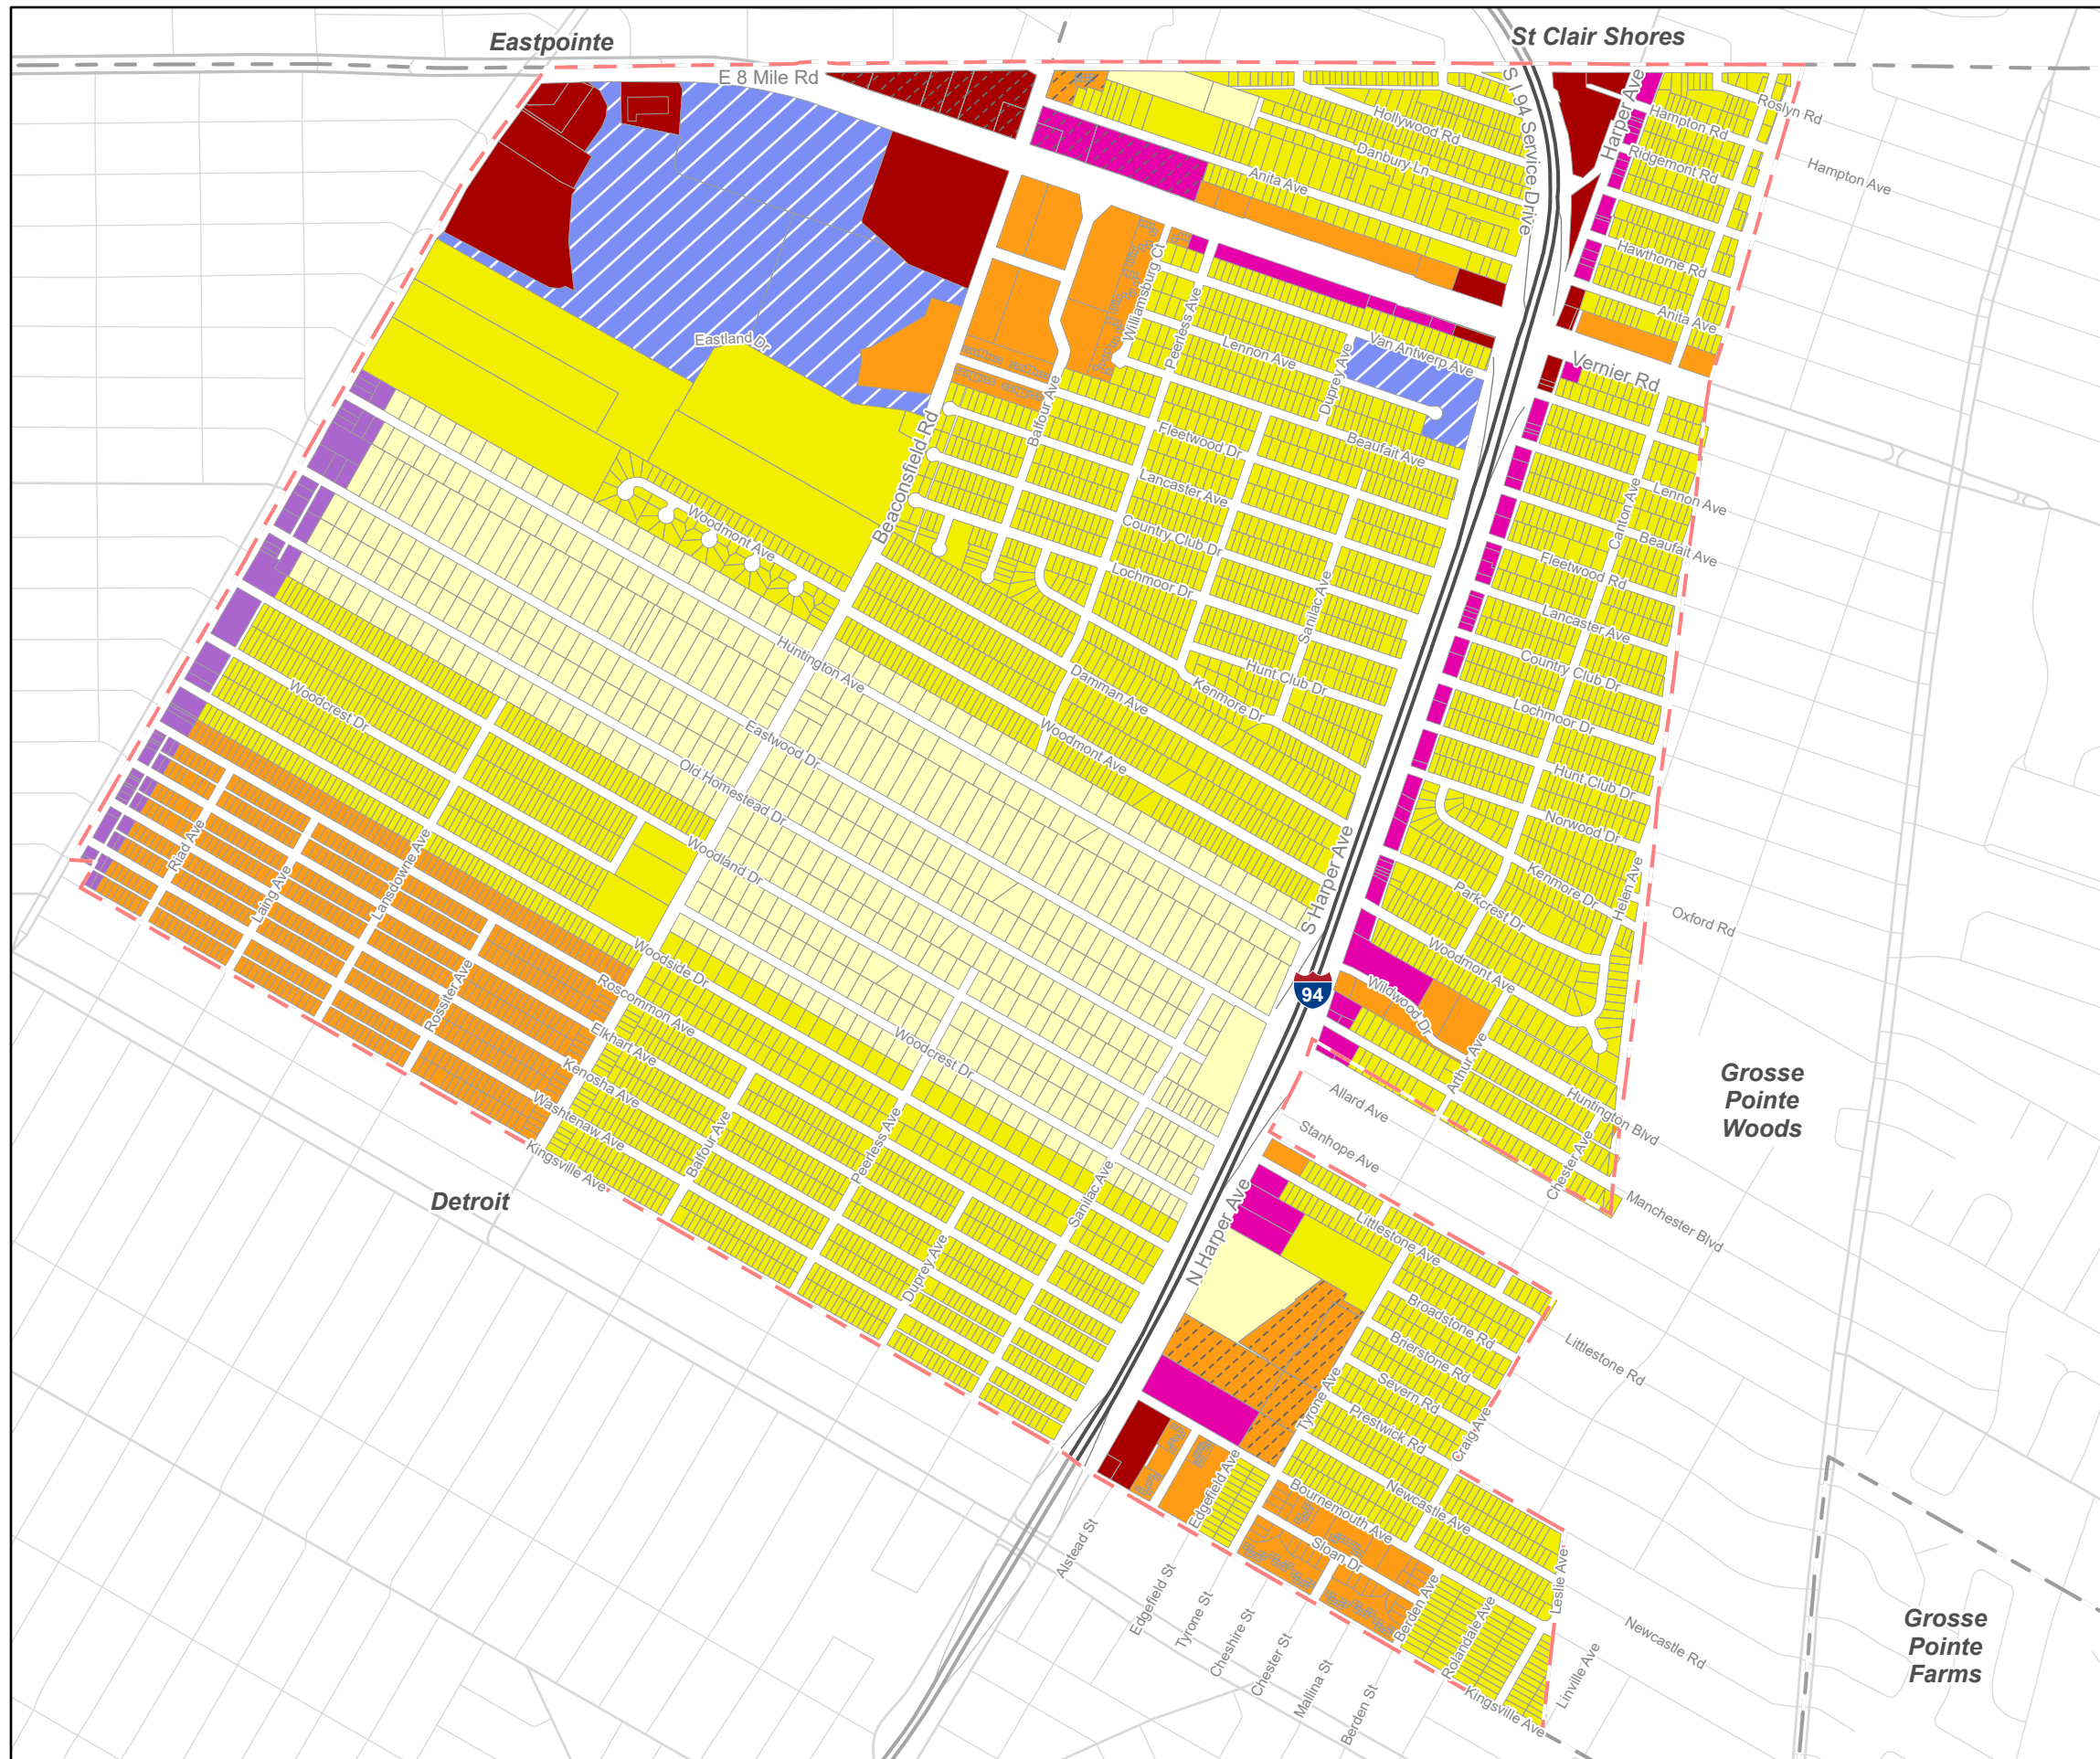 Eastpointe
St Clair Shores
E 8 Mile Rd
S I 94 Service Drive
Harper Ave
Roslyn Rd
Hampton Rd
Hollywood Rd
Ridgemont Rd
Hampton Ave
Danbury Ln
Anita Ave
Hawthorne Rd
Anita Ave
Williamsburg Ct
Peerless Ave
Eastland Dr
Lennon Ave
Van Antwerp Ave
Duprey Ave
Vernier Rd
Balfour Ave
Beaconsfield Rd
Fleetwood Dr
Beaufait Ave
Lancaster Ave
Lennon Ave
Canton Ave
Beaufait Ave
Woodmont Ave
Country Club Dr
Lochmoor Dr
Fleetwood Rd
Sanilac Ave
Lancaster Ave
Huntington Ave
Hunt Club Dr
Country Club Dr
Damman Ave
Kenmore Dr
Lochmoor Dr
Woodcrest Dr
Eastwood Dr
Woodmont Ave
Old Homestead Dr
Hunt Club Dr
Norwood Dr
Riad Ave
Laing Ave
Lansdowne Ave
Woodland Dr
S Harper Ave
Kenmore Dr
Helen Ave
Parkcrest Dr
Oxford Rd
Woodmont Ave
Woodside Dr
94
Wildwood Dr
Rossiter Ave
Roscommon Ave
Elkhart Ave
Woodcrest Dr
Arthur Ave
Kenosha Ave
Washtenaw Ave
Allard Ave
Huntington Blvd
Grosse
Pointe
Woods
Kingsville Ave
Balfour Ave
Peerless Ave
Stanhope Ave
Chester Ave
Detroit
Sanilac Ave
N Harper Ave
Littlestone Ave
Manchester Blvd
Duprey Ave
Broadstone Rd
Brierstone Rd
Littlestone Rd
Severn Rd
Tyrone Ave
Prestwick Rd
Craig Ave
Edgefield Ave
Newcastle Ave
Bournemouth Ave
Sloan Dr
Alstead St
Edgefield St
Tyrone St
Cheshire St
Chester St
Mallina St
Berden St
Berden Ave
Rolandale Ave
Leslie Ave
Kingsville Ave
Linville Ave
Newcastle Rd
Grosse
Pointe
Farms